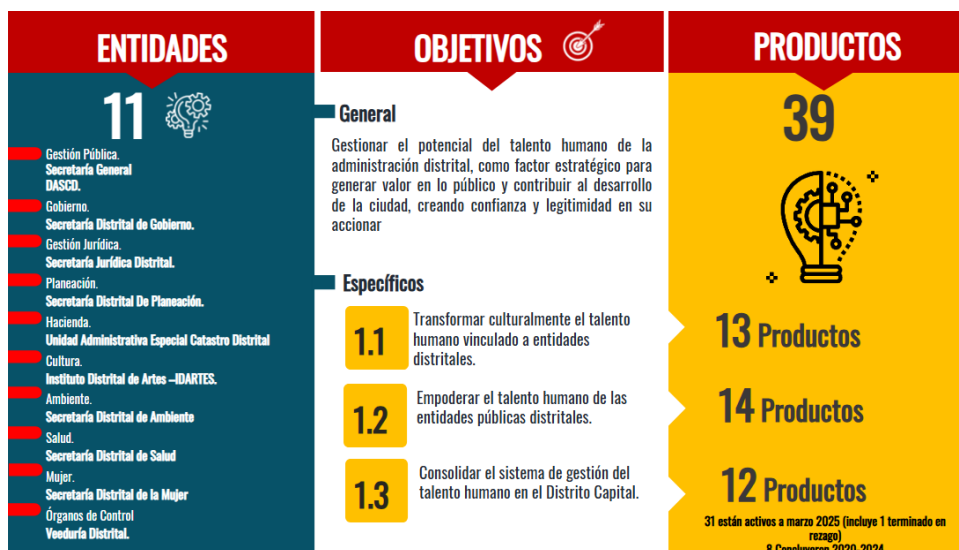 ENTIDADES
11
Gestión Pública.
Secretaría General
DASCD.
Gobierno.
Secretaría Distrital de Gobierno.
Gestión Jurídica.
Secretaría Jurídica Distrital.
Planeación.
Secretaría Distrital De Planeación.
Hacienda.
Unidad Administrativa Especial Catastro Distrital
Cultura.
Instituto Distrital de Artes –IDARTES.
Ambiente.
Secretaría Distrital de Ambiente
Salud.
Secretaría Distrital de Salud
Mujer.
Secretaría Distrital de la Mujer
Órganos de Control
Veeduría Distrital.
OBJETIVOS
General
Gestionar el potencial del talento humano de la
administración distrital, como factor estratégico para
generar valor en lo público y contribuir al desarrollo
de la ciudad, creando confianza y legitimidad en su
accionar
Específicos
1.1
Transformar culturalmente el talento
humano vinculado a entidades
distritales.
1.2
Empoderar el talento humano de las
entidades públicas distritales.
1.3
Consolidar el sistema de gestión del
talento humano en el Distrito Capital.
PRODUCTOS
39
13 Productos
14 Productos
12 Productos
31 están activos a marzo 2025 (incluye 1 terminado en
rezago)
8 Concluyeron 2020-2024